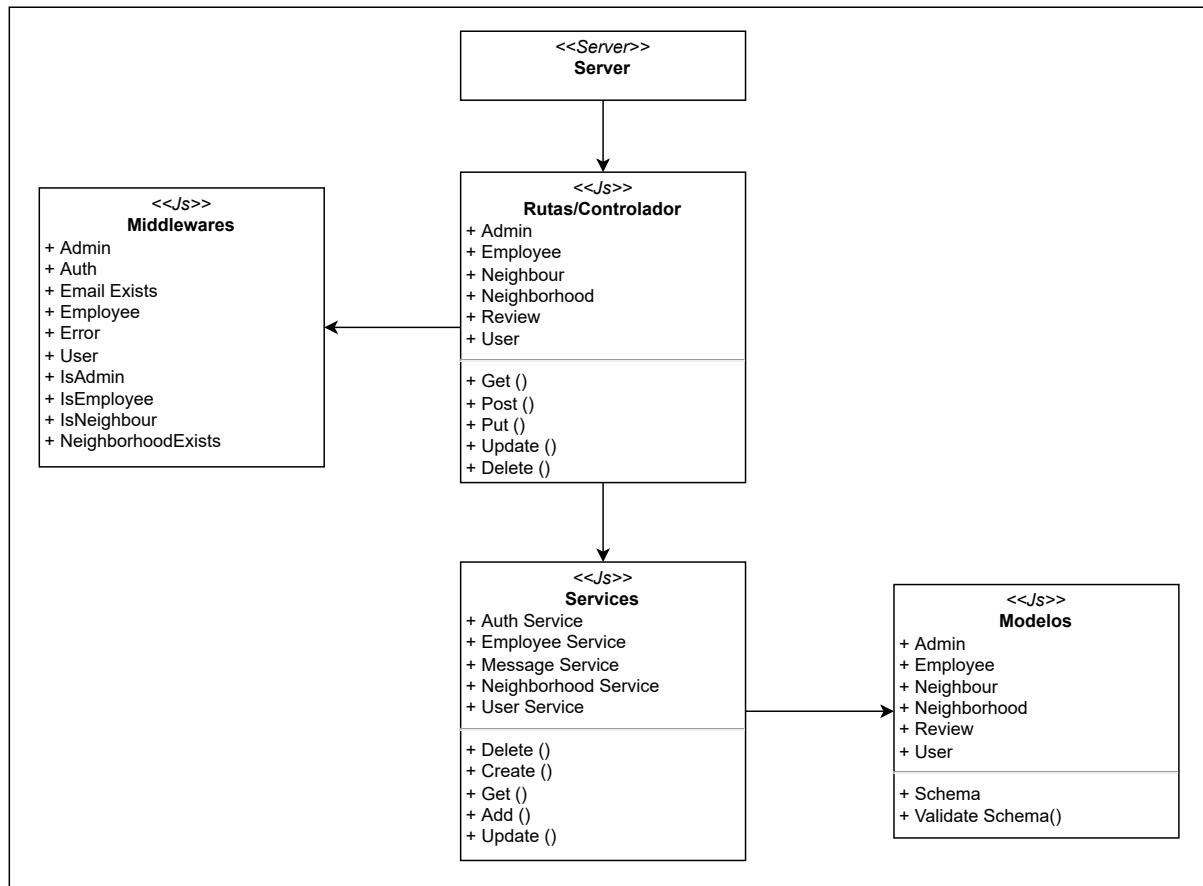 <<Server>>
Server
<<Js>>
Rutas/Controlador
+ Admin
+ Employee
+ Neighbour
+ Neighborhood
+ Review
+ User
+ Get ()
+ Post ()
+ Put ()
+ Update ()
+ Delete ()
<<Js>>
Middlewares
+ Admin
+ Auth
+ Email Exists
+ Employee
+ Error
+ User
+ IsAdmin
+ IsEmployee
+ IsNeighbour
+ NeighborhoodExists
<<Js>>
Services
+ Auth Service
+ Employee Service
+ Message Service
+ Neighborhood Service
+ User Service
+ Delete ()
+ Create ()
+ Get ()
+ Add ()
+ Update ()
<<Js>>
Modelos
+ Admin
+ Employee
+ Neighbour
+ Neighborhood
+ Review
+ User
+ Schema
+ Validate Schema()